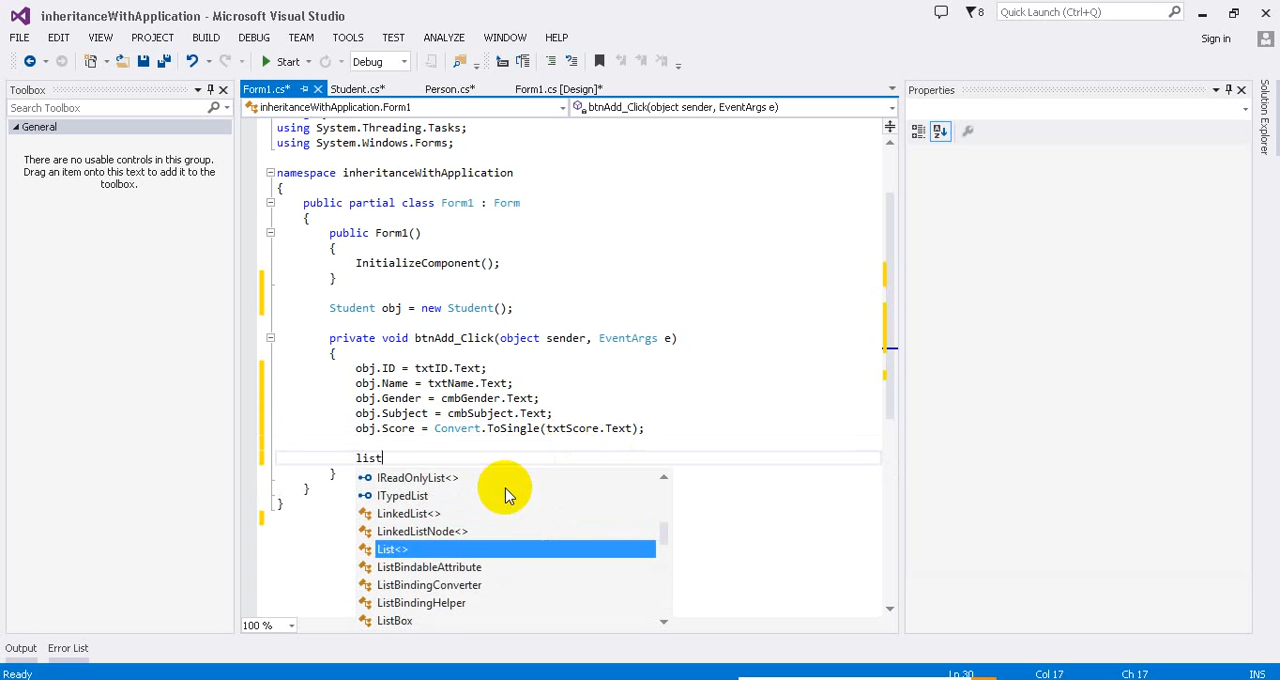 inheritanceWithApplication - Microsoft Visual Studio
8
Quick Launch (Ctrl+Q)
FILE EDIT VIEW PROJECT BUILD DEBUG TEAM TOOLS TEST ANALYZE WINDOW HELP
Sign in
Start
Debug
Toolbox
Search Toolbox
General
There are no usable controls in this group.
Drag an item onto this text to add it to the
toolbox.
Form1.cs* Student.cs* Person.cs* Form1.cs [Design]*
inheritanceWithApplication.Form1
btnAdd_Click(object sender, EventArgs e)
using System.Threading.Tasks;
using System.Windows.Forms;
namespace inheritanceWithApplication
{
public partial class Form1 : Form
{
public Form1()
{
InitializeComponent();
}
Student obj = new Student();
private void btnAdd_Click(object sender, EventArgs e)
{
obj.ID = txtID.Text;
obj.Name = txtName.Text;
obj.Gender = cmbGender.Text;
obj.Subject = cmbSubject.Text;
obj.Score = Convert.ToSingle(txtScore.Text);
list
}
}
}
IReadOnlyList<>
ITypedList
LinkedList<>
LinkedListNode<>
List<>
ListBindableAttribute
ListBindingConverter
ListBindingHelper
ListBox
100 %
Properties
Solution Explorer
Output Error List
Ready
Ln 30
Col 17
Ch 17
INS